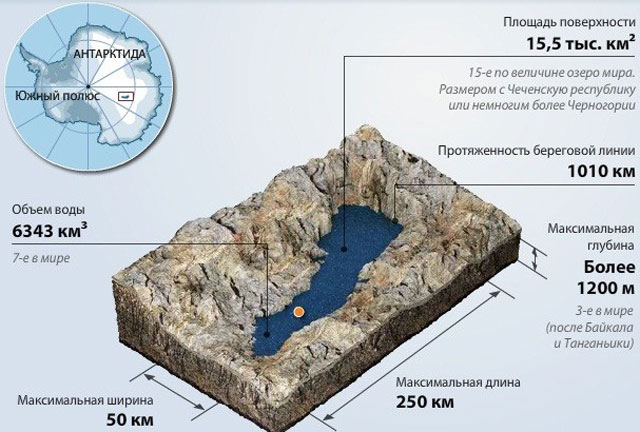 АНТАРКТИДА
Южный полюс
Площадь поверхности
15,5 тыс. км²
15-е по величине озеро мира.
Размером с Чеченскую республику
или немногим более Черногории
Протяженность береговой линии
1010 км
Объем воды
6343 км³
7-е в мире
Максимальная
глубина
Более
1200 м
3-е в мире
(после Байкала
и Танганьики)
Максимальная ширина
50 км
Максимальная длина
250 км